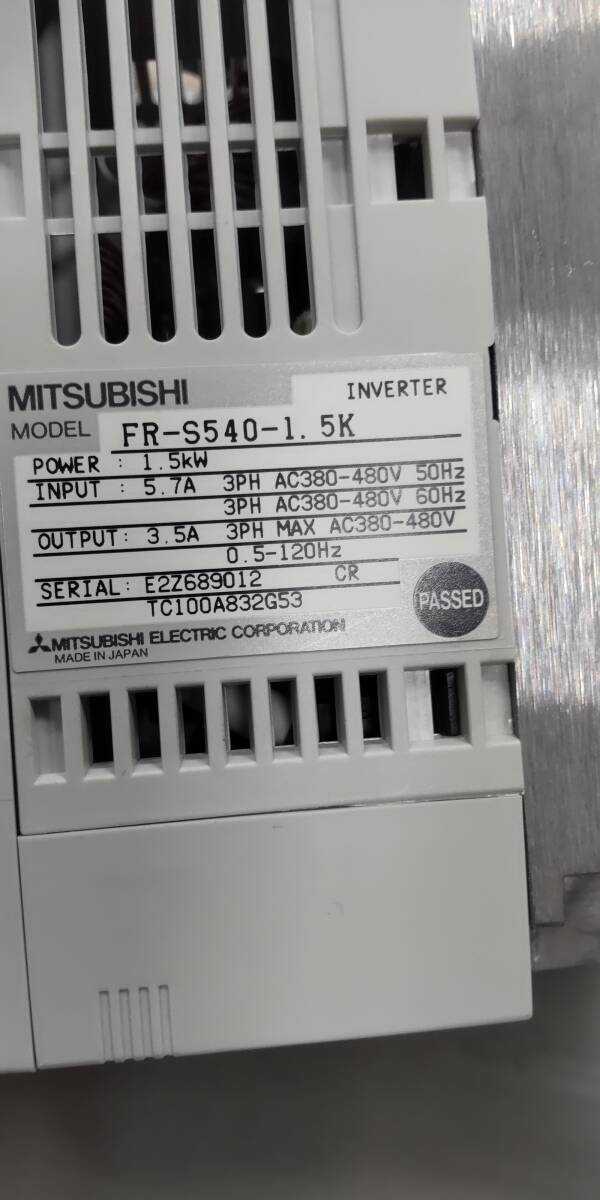 MITSUBISHI INVERTER
MODEL FR-S540-1.5K
POWER : 1.5kW
INPUT : 5.7A 3PH AC380-480V 50Hz
3PH AC380-480V 60Hz
OUTPUT: 3.5A 3PH MAX AC380-480V
0.5-120Hz
SERIAL: E2Z689012 CR
TC100A832G53
PASSED
MITSUBISHI ELECTRIC CORPORATION
MADE IN JAPAN